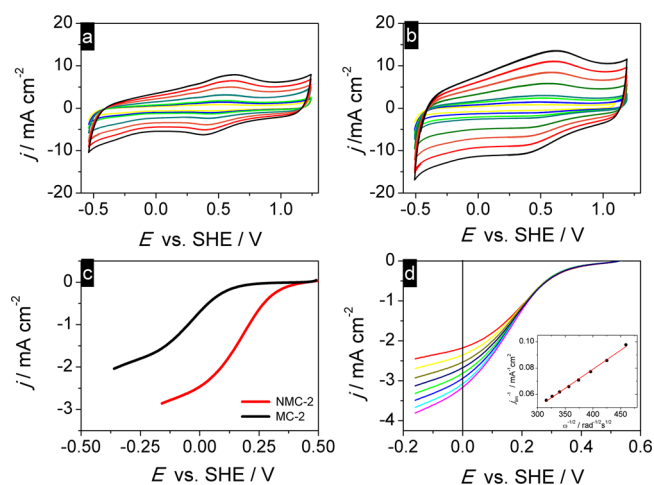 a
20
10
0
-10
-20
j / mA cm⁻²
-0.5 0.0 0.5 1.0
E vs. SHE / V
b
20
10
0
-10
-20
j / mA cm⁻²
-0.5 0.0 0.5 1.0
E vs. SHE / V
c
0
-1
-2
-3
j / mA cm⁻²
NMC-2
MC-2
-0.25 0.00 0.25 0.50
E vs. SHE / V
d
0
-1
-2
-3
-4
j / mA cm⁻²
0.10
0.08
0.06
300 350 400 450
-0.2 0.0 0.2 0.4 0.6
E vs. SHE / V